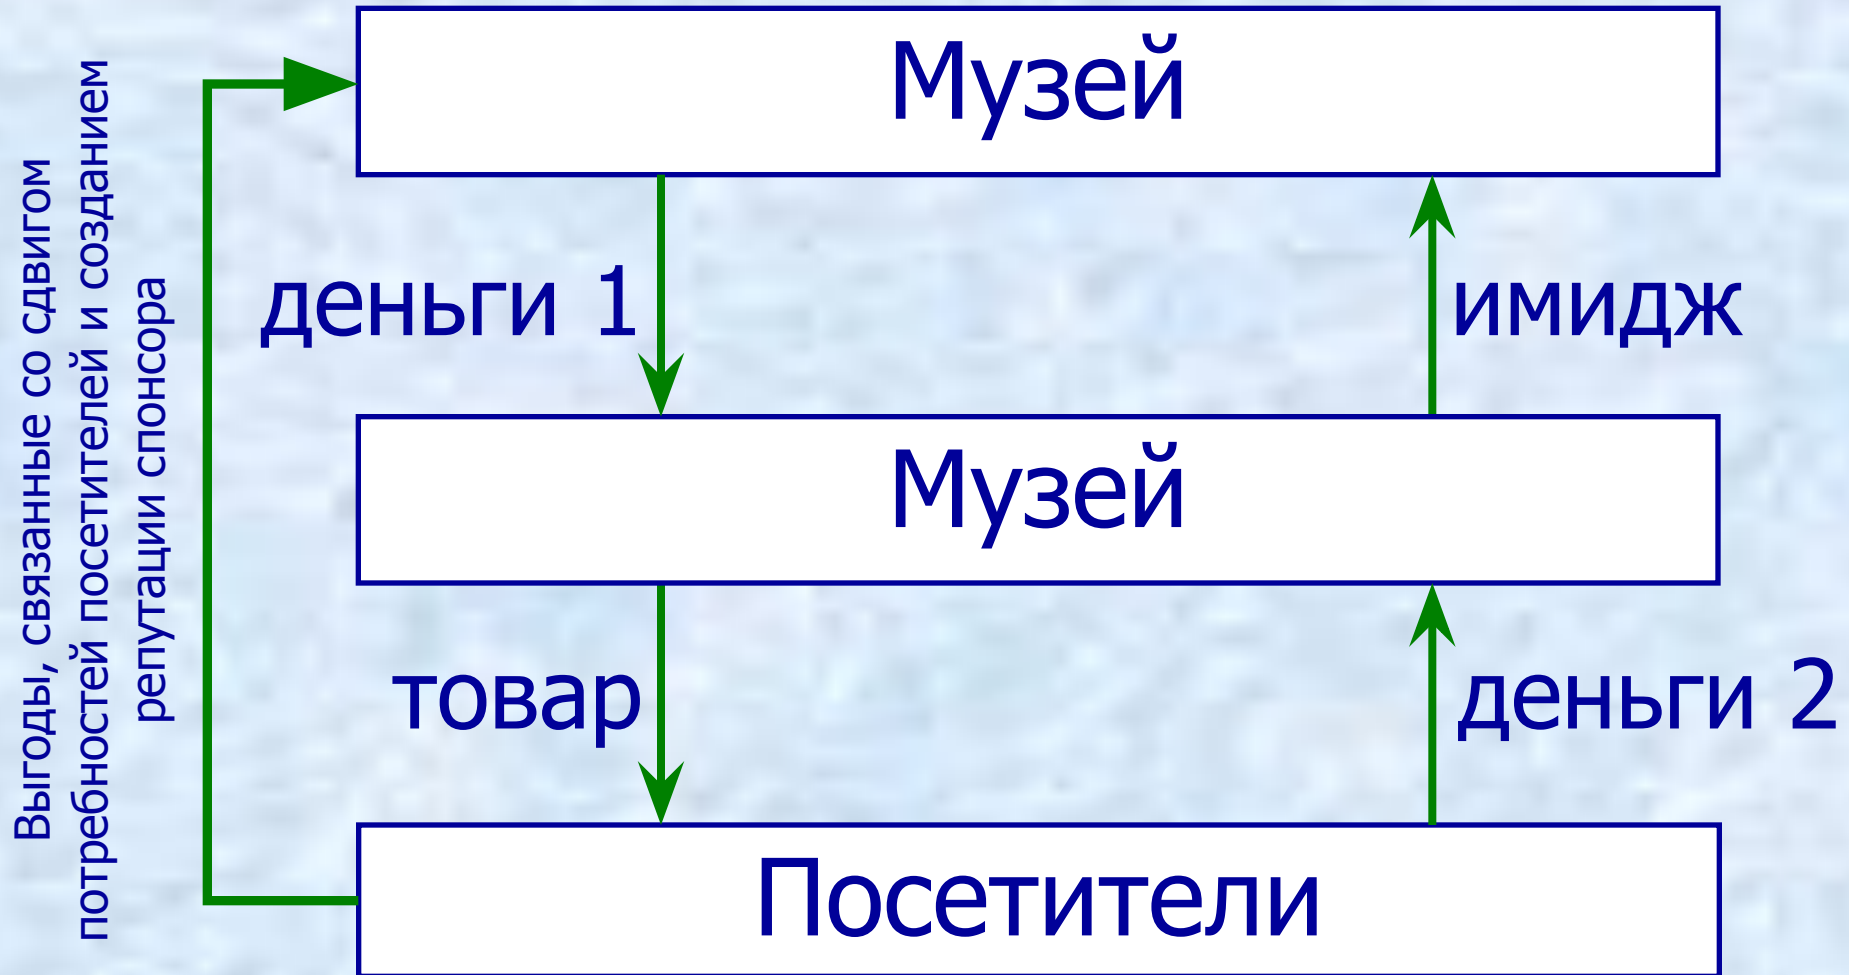 Музей
Выгоды, связанные со сдвигом
потребностей посетителей и созданием
репутации спонсора
деньги 1
имидж
Музей
товар
деньги 2
Посетители